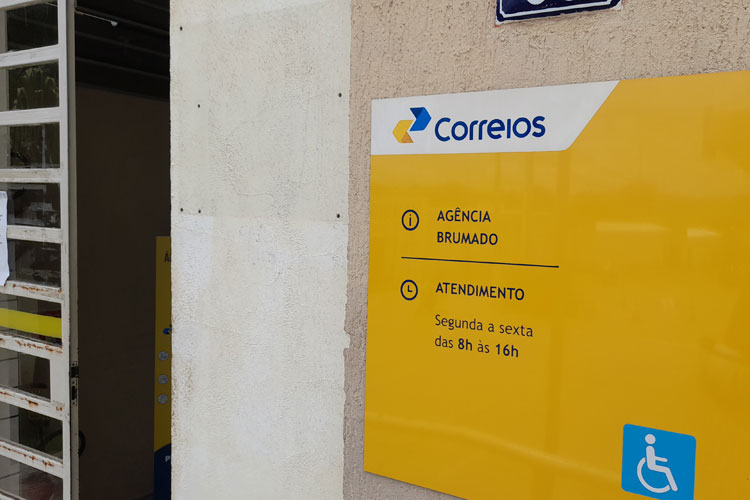 Correios
AGÊNCIA
BRUMADO
ATENDIMENTO
Segunda a sexta
das 8h às 16h